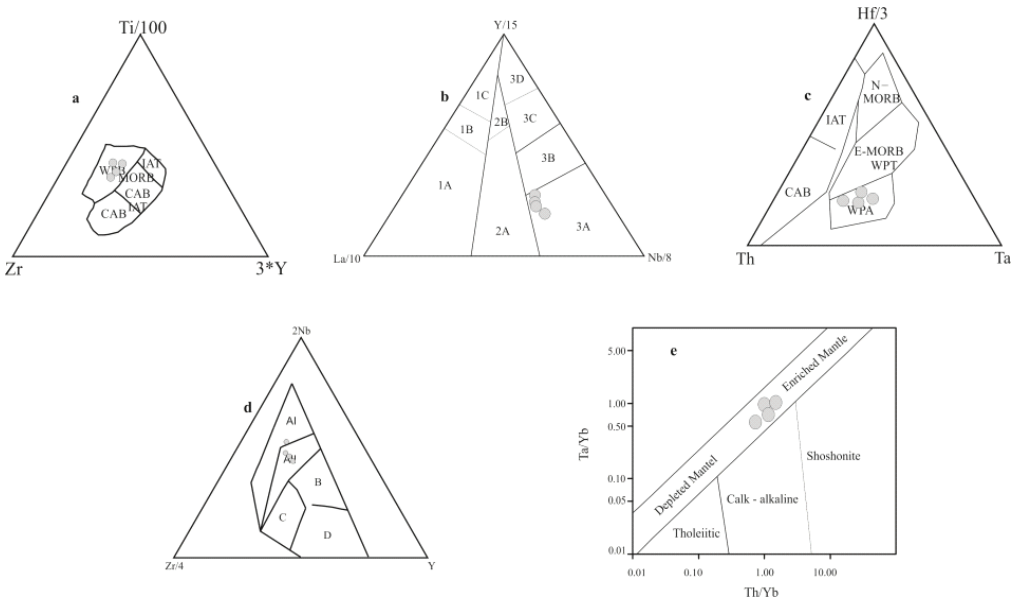 Ti/100
a
WPB
IAT
MORB
CAB
IAT
CAB
Zr
3*Y
Y/15
b
3D
1C
2B
3C
1B
3B
1A
2A
3A
La/10
Nb/8
Hf/3
c
N-
MORB
IAT
E-MORB
WPT
CAB
WPA
Th
Ta
2Nb
d
AI
AII
B
C
D
Zr/4
Y
e
5.00
1.00
0.50
0.10
0.05
0.01
Ta/Yb
Enriched Mantle
Depleted Mantel
Shoshonite
Calk - alkaline
Tholeiitic
0.01
0.10
1.00
10.00
Th/Yb